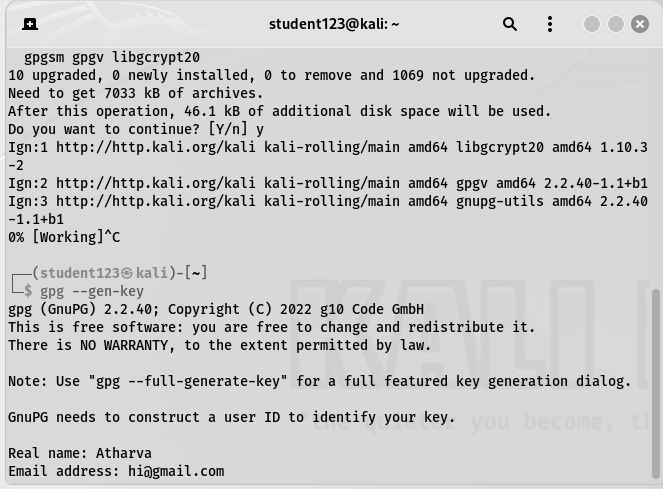 student123@kali: ~
gpgsm gpgv libgcrypt20
10 upgraded, 0 newly installed, 0 to remove and 1069 not upgraded.
Need to get 7033 kB of archives.
After this operation, 46.1 kB of additional disk space will be used.
Do you want to continue? [Y/n] y
Ign:1 http://http.kali.org/kali kali-rolling/main amd64 libgcrypt20 amd64 1.10.3
-2
Ign:2 http://http.kali.org/kali kali-rolling/main amd64 gpgv amd64 2.2.40-1.1+b1
Ign:3 http://http.kali.org/kali kali-rolling/main amd64 gnupg-utils amd64 2.2.40
-1.1+b1
0% [Working]^C
┌──(student123㉿kali)-[~]
└─$ gpg --gen-key
gpg (GnuPG) 2.2.40; Copyright (C) 2022 g10 Code GmbH
This is free software: you are free to change and redistribute it.
There is NO WARRANTY, to the extent permitted by law.
Note: Use "gpg --full-generate-key" for a full featured key generation dialog.
GnuPG needs to construct a user ID to identify your key.
Real name: Atharva
Email address: hi@gmail.com
KALI
"the quieter you become, th